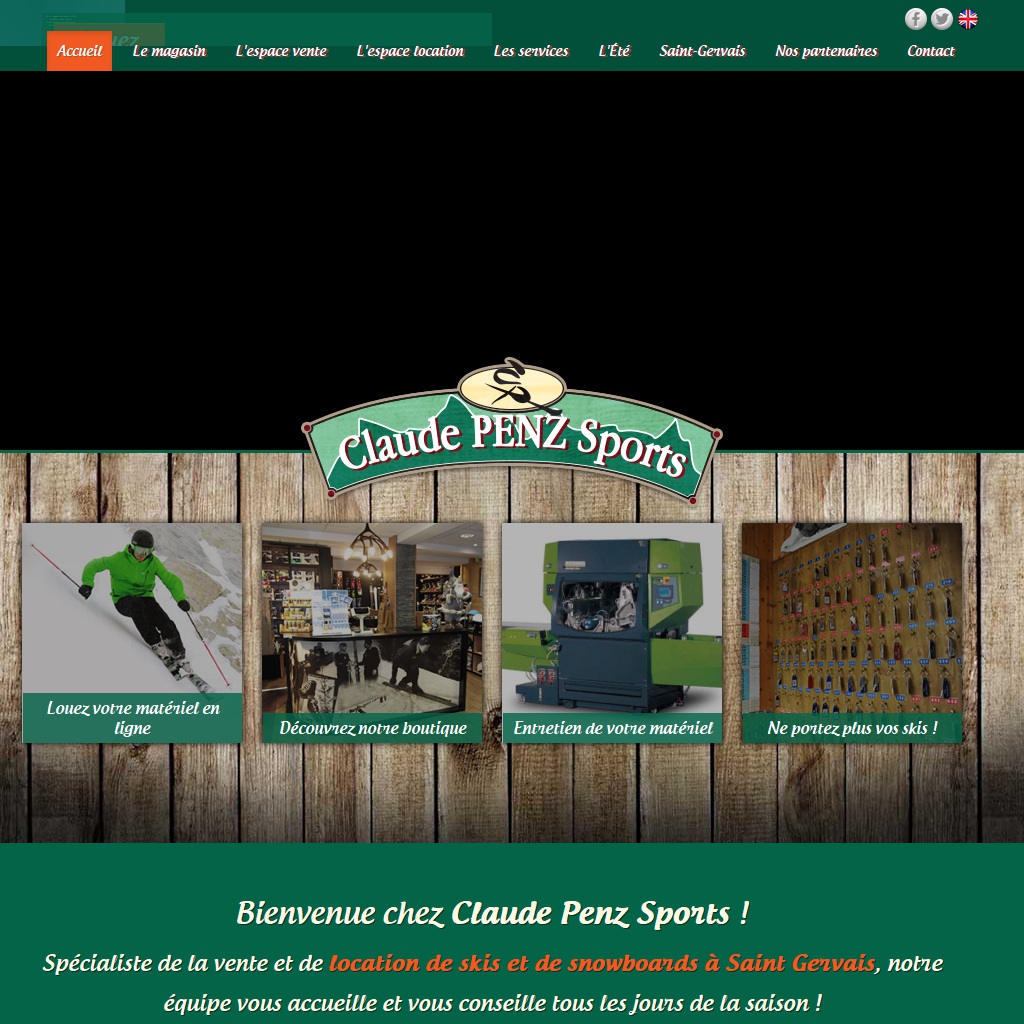 Accueil
Le magasin
L'espace vente
L'espace location
Les services
L'Été
Saint-Gervais
Nos partenaires
Contact
Claude PENZ Sports
Louez votre matériel en
ligne
Découvrez notre boutique
Entretien de votre matériel
Ne portez plus vos skis !
Bienvenue chez Claude Penz Sports !
Spécialiste de la vente et de location de skis et de snowboards à Saint Gervais, notre
équipe vous accueille et vous conseille tous les jours de la saison !